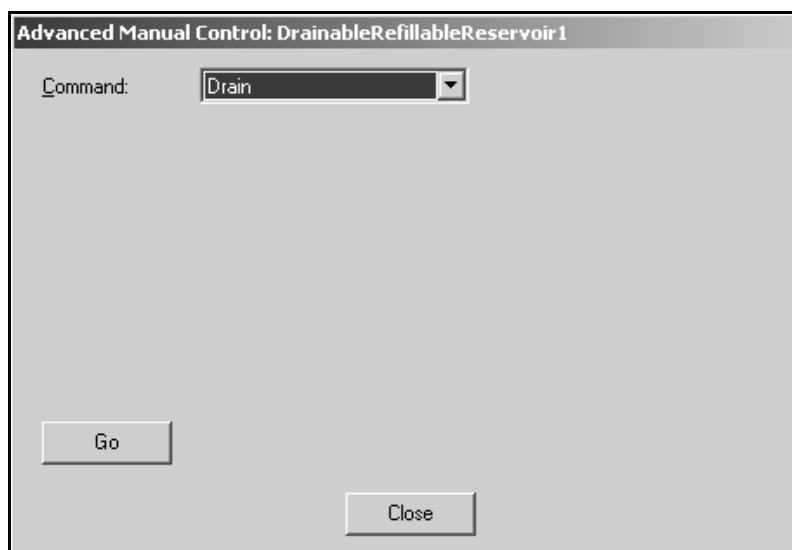 Advanced Manual Control: DrainableRefillableReservoir1
Command: Drain
Go
Close